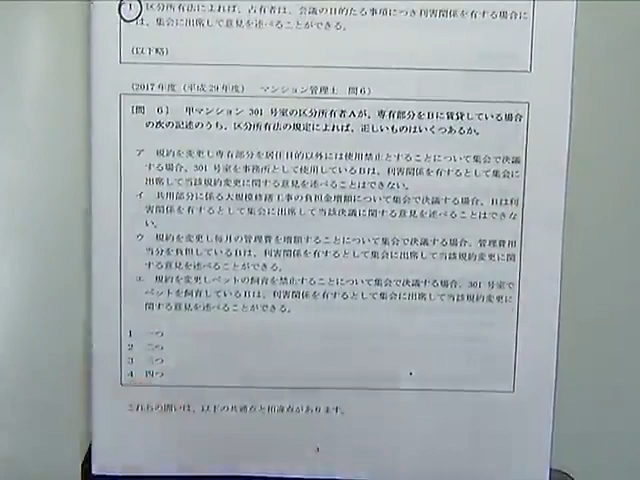 1 区分所有法によれば、占有者は、会議の目的たる事項につき利害関係を有する場合に
は、集会に出席して意見を述べることができる。
(以下略)
(2017年度 (平成29年度) マンション管理士 問6)
[問 6] 甲マンション 301 号室の区分所有者Aが、専有部分をBに賃貸している場合
の次の記述のうち、区分所有法の規定によれば、正しいものはいくつあるか。
ア 規約を変更し専有部分を居住目的以外には使用禁止とすることについて集会で決議
する場合、301 号室を事務所として使用しているBは、利害関係を有するとして集会に
出席して当該規約変更に関する意見を述べることはできない。
イ 共用部分に係る大規模修繕工事の負担金増額について集会で決議する場合、Bは利
害関係を有するとして集会に出席して当該決議に関する意見を述べることはできな
い。
ウ 規約を変更し毎月の管理費を増額することについて集会で決議する場合、管理費相
当分を負担しているBは、利害関係を有するとして集会に出席して当該規約変更に関
する意見を述べることができる。
エ 規約を変更しペットの飼育を禁止することについて集会で決議する場合、301 号室で
ペットを飼育しているBは、利害関係を有するとして集会に出席して当該規約変更に
関する意見を述べることができる。
1 一つ
2 二つ
3 三つ
4 四つ
これらの問いは、以下の共通点と相違点があります。